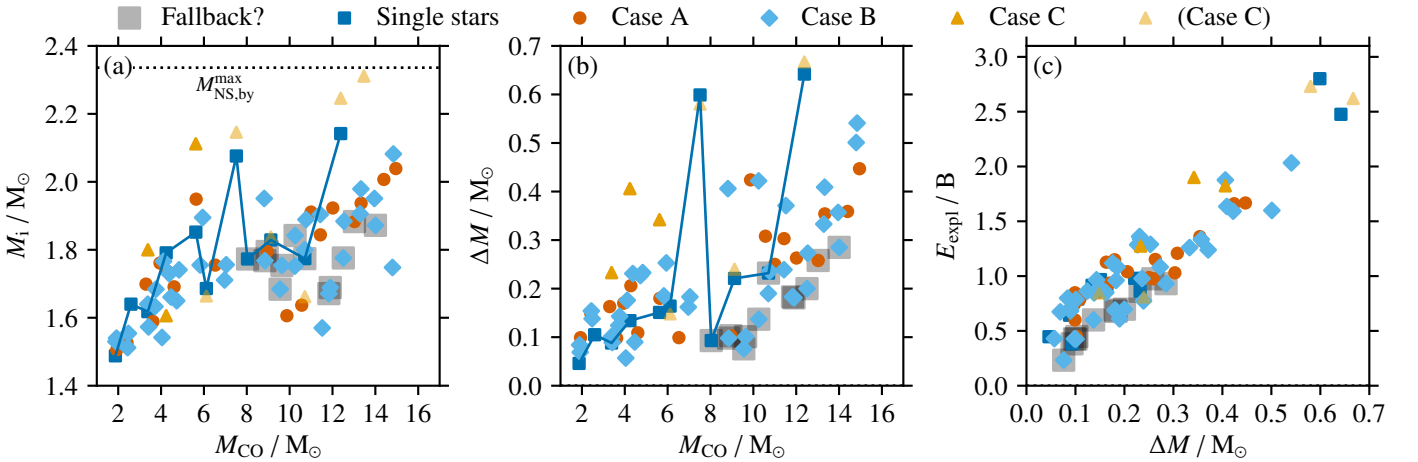 Fallback? Single stars Case A Case B Case C (Case C)
(a)
M_NS,by^max
M_i / M_⊙
2.4
2.2
2.0
1.8
1.6
1.4
2 4 6 8 10 12 14 16
M_CO / M_⊙
(b)
ΔM / M_⊙
0.7
0.6
0.5
0.4
0.3
0.2
0.1
0.0
2 4 6 8 10 12 14 16
M_CO / M_⊙
(c)
E_expl / B
3.0
2.5
2.0
1.5
1.0
0.5
0.0
0.0 0.1 0.2 0.3 0.4 0.5 0.6 0.7
ΔM / M_⊙